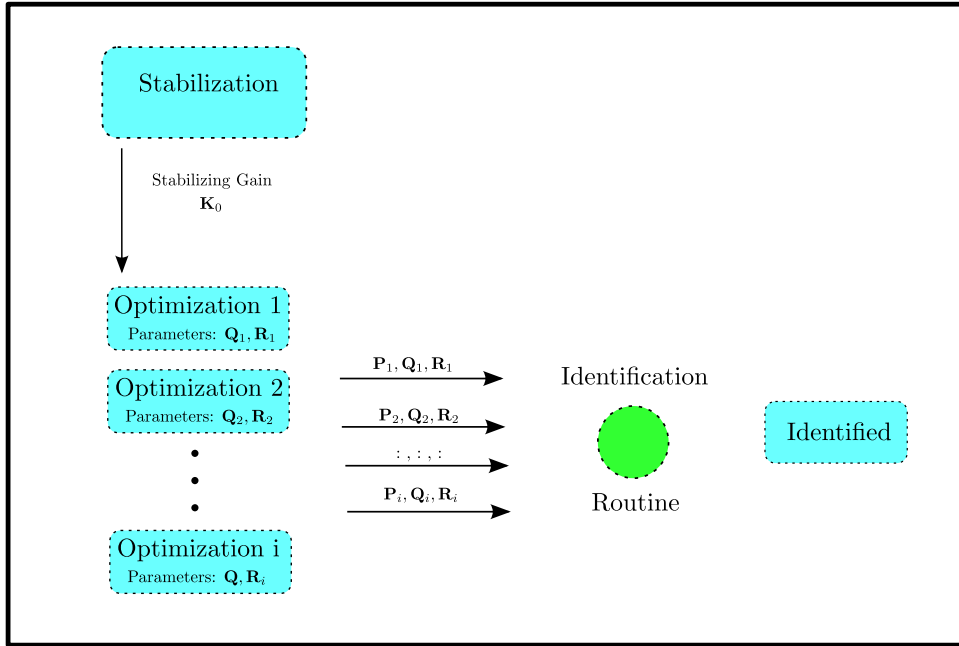 Stabilization
Stabilizing Gain
K₀
Optimization 1
Parameters: Q₁, R₁
Optimization 2
Parameters: Q₂, R₂
Optimization i
Parameters: Q, Rᵢ
P₁, Q₁, R₁
P₂, Q₂, R₂
: , : , :
Pᵢ, Qᵢ, Rᵢ
Identification
Routine
Identified